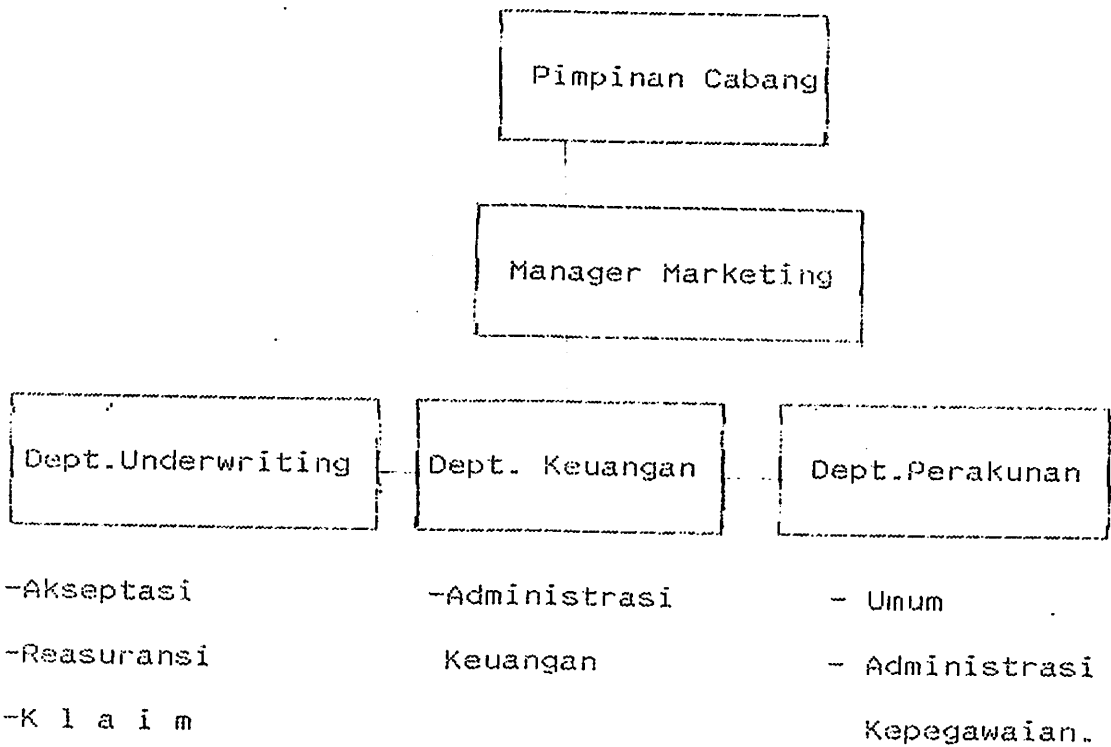 Pimpinan Cabang
Manager Marketing
Dept.Underwriting
Dept. Keuangan
Dept.Perakunan
-Akseptasi
-Reasuransi
-K l a i m
-Administrasi
Keuangan
- Umum
- Administrasi
Kepegawaian.